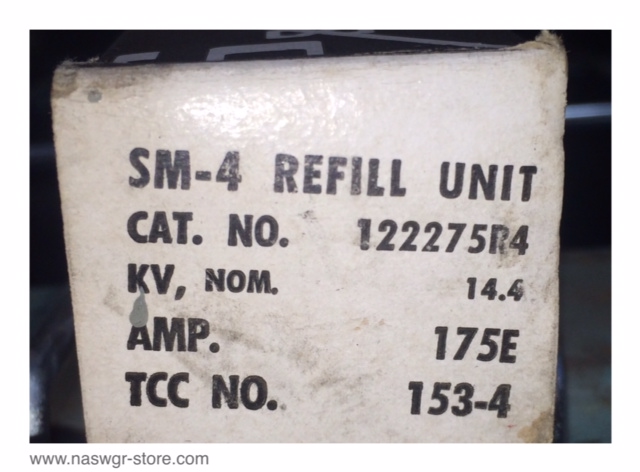 SM-4 REFILL UNIT
CAT. NO. 122275R4
KV, NOM. 14.4
AMP. 175E
TCC NO. 153-4
www.naswgr-store.com